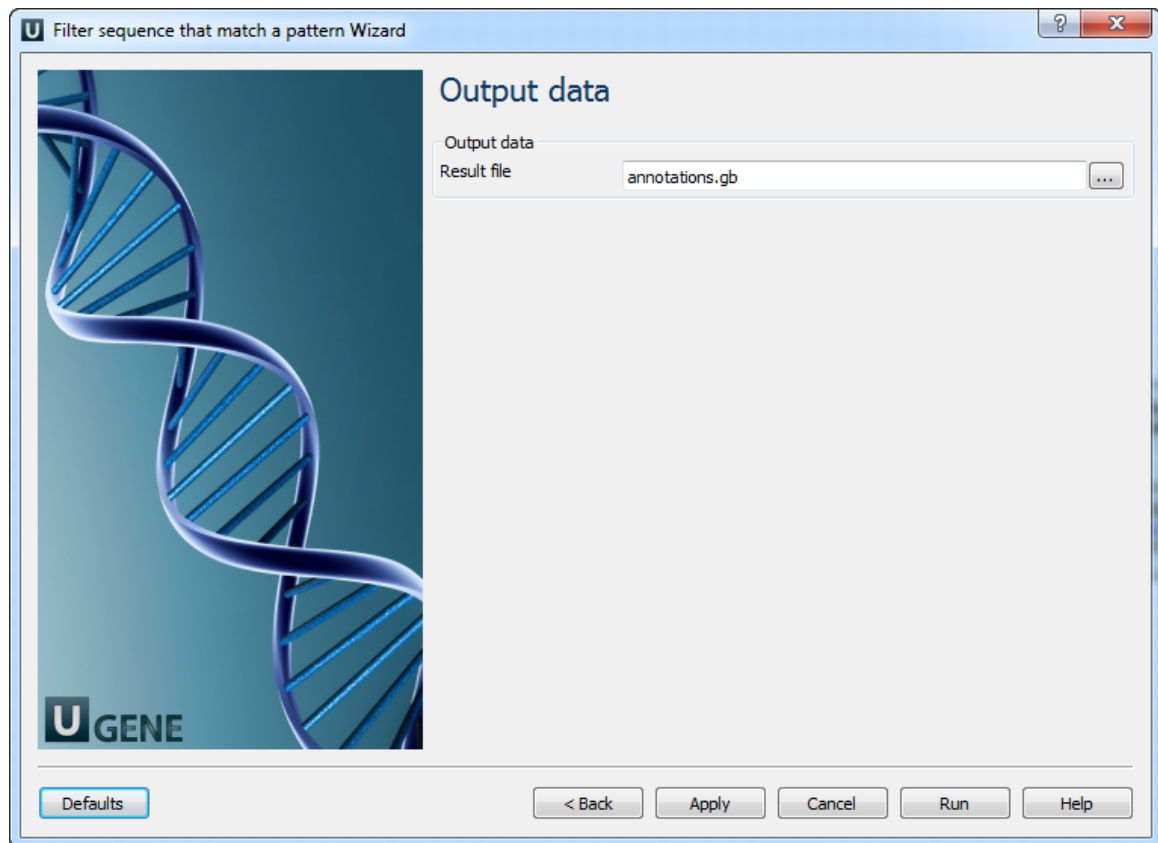 U Filter sequence that match a pattern Wizard
?
X
Output data
Output data
Result file annotations.gb ...
U GENE
Defaults < Back Apply Cancel Run Help